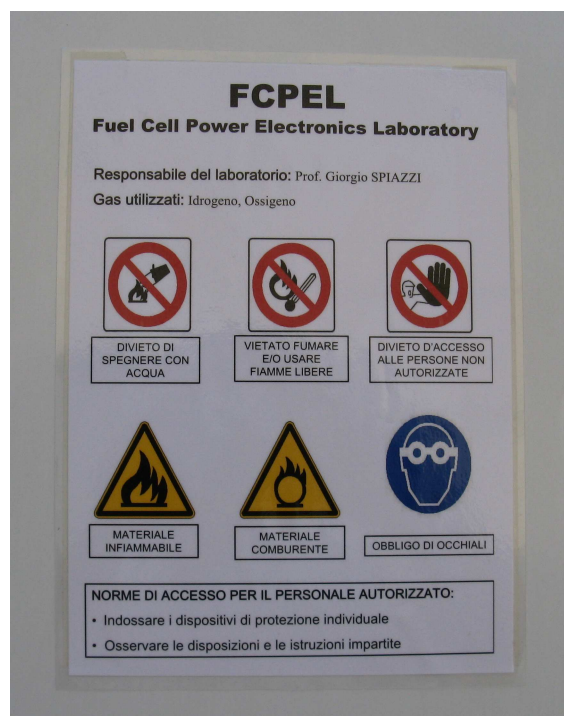 FCPEL
Fuel Cell Power Electronics Laboratory
Responsabile del laboratorio: Prof. Giorgio SPIAZZI
Gas utilizzati: Idrogeno, Ossigeno
DIVIETO DI
SPEGNERE CON
ACQUA
VIETATO FUMARE
E/O USARE
FIAMME LIBERE
DIVIETO D'ACCESSO
ALLE PERSONE NON
AUTORIZZATE
MATERIALE
INFIAMMABILE
MATERIALE
COMBURENTE
OBBLIGO DI OCCHIALI
NORME DI ACCESSO PER IL PERSONALE AUTORIZZATO:
• Indossare i dispositivi di protezione individuale
• Osservare le disposizioni e le istruzioni impartite